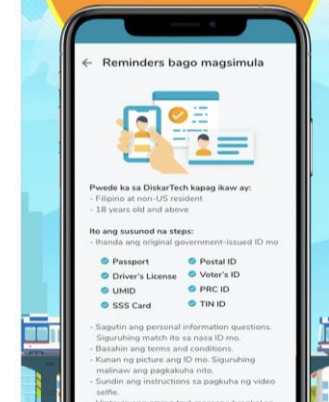 Reminders bago magsimula
Pwede ka sa DiskarTech kapag ikaw ay:
- Filipino at non-US resident
- 18 years old and above
Ito ang susunod na steps:
- Ihanda ang original government-issued ID mo
Passport
Postal ID
Driver's License
Voter's ID
UMID
PRC ID
SSS Card
TIN ID
- Sagutin ang personal information questions.
Siguruhing match ito sa nasa ID mo.
- Basahin ang terms and conditions.
- Kunan ng picture ang ID mo. Siguruhing
malinaw ang pagkakuha nito.
- Sundin ang instructions sa pagkuha ng video
selfie.